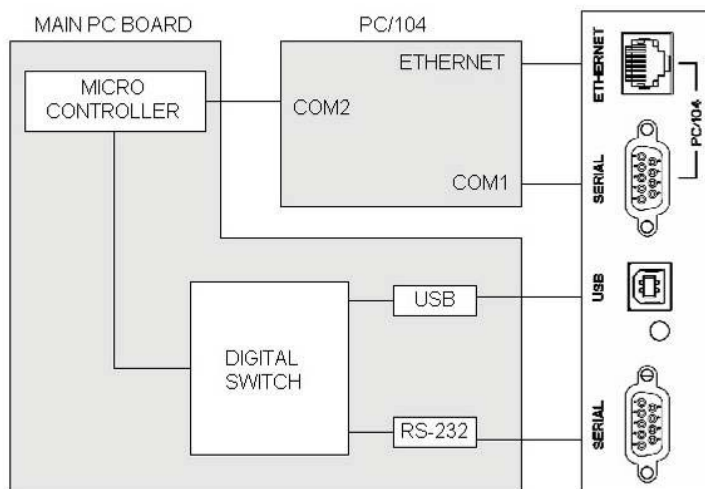 MAIN PC BOARD
PC/104
MICRO
CONTROLLER
COM2
ETHERNET
COM1
ETHERNET
SERIAL
PC/104
DIGITAL
SWITCH
USB
RS-232
USB
SERIAL